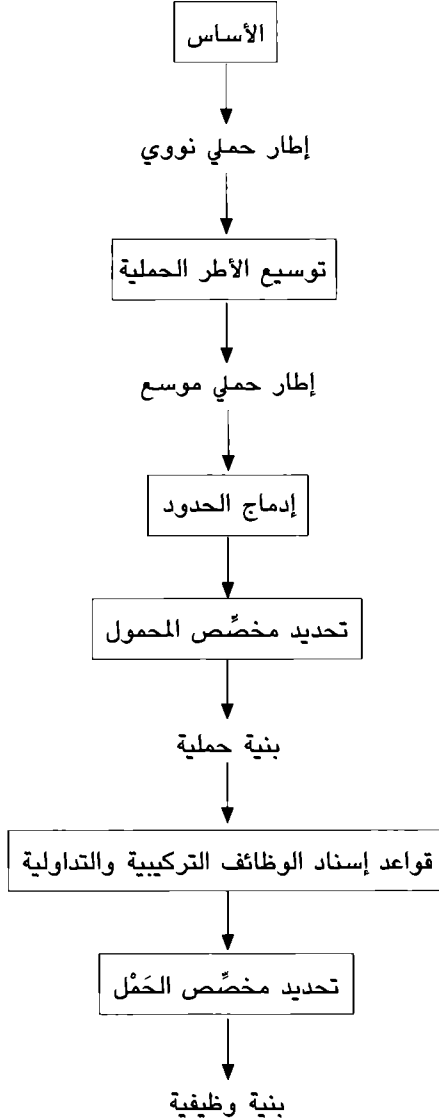 الأساس
إطار حملي نووي
توسيع الأطر الحملية
إطار حملي موسع
إدماج الحدود
تحديد مخصِّص المحمول
بنية حملية
قواعد إسناد الوظائف التركيبية والتداولية
تحديد مخصِّص الحَمْل
بنية وظيفية